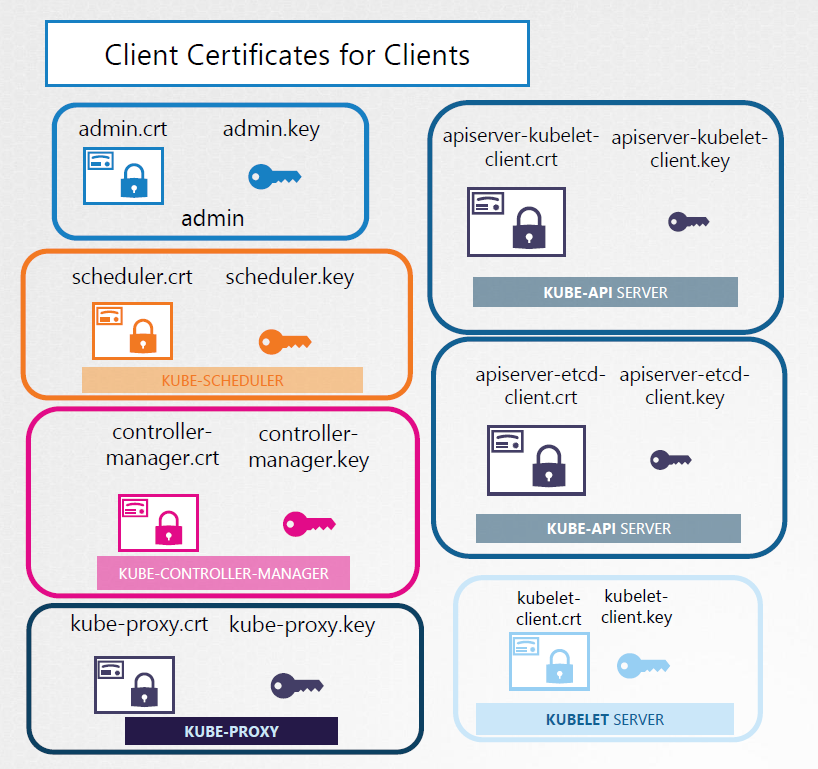 Client Certificates for Clients
admin.crt
admin.key
admin
scheduler.crt
scheduler.key
KUBE-SCHEDULER
controller-
manager.crt
controller-
manager.key
KUBE-CONTROLLER-MANAGER
kube-proxy.crt
kube-proxy.key
KUBE-PROXY
apiserver-kubelet-
client.crt
apiserver-kubelet-
client.key
KUBE-API SERVER
apiserver-etcd-
client.crt
apiserver-etcd-
client.key
KUBE-API SERVER
kubelet-
client.crt
kubelet-
client.key
KUBELET SERVER